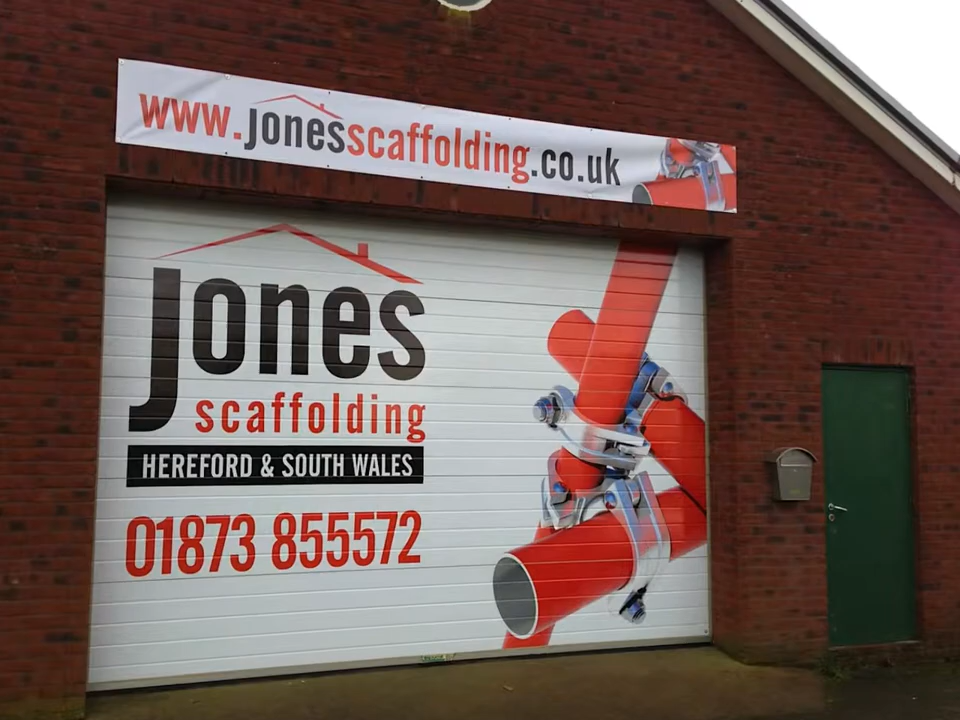 www.jonesscaffolding.co.uk
Jones
scaffolding
HEREFORD & SOUTH WALES
01873 855572